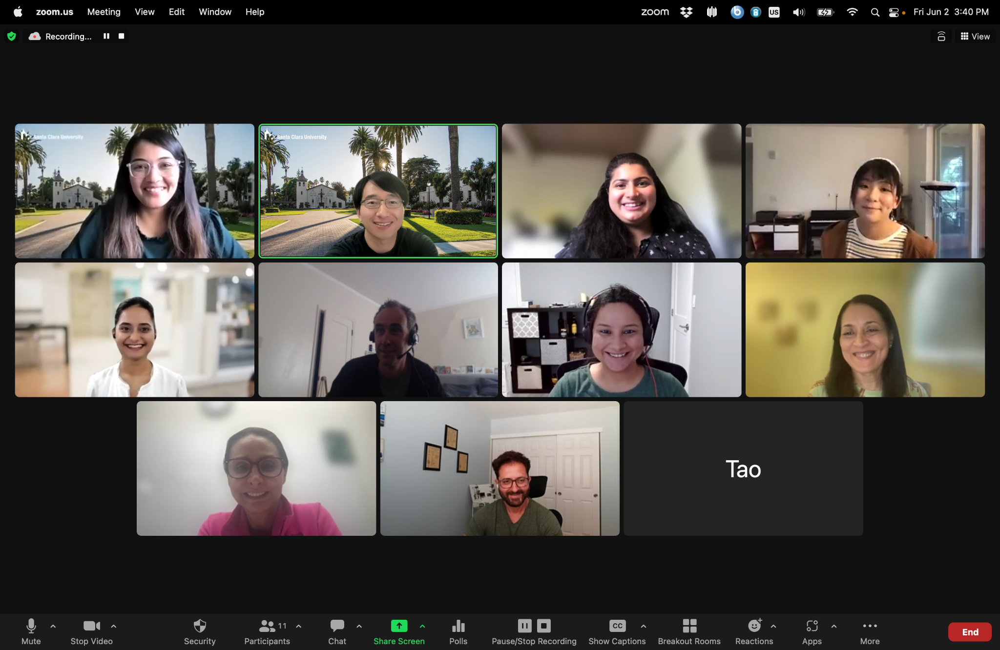 zoom.us Meeting View Edit Window Help
zoom US Fri Jun 2 3:40 PM
Recording...
View
Santa Clara University
Santa Clara University
Tao
11
CC
Mute
Stop Video
Security
Participants
Chat
Share Screen
Polls
Pause/Stop Recording
Show Captions
Breakout Rooms
Reactions
Apps
More
End